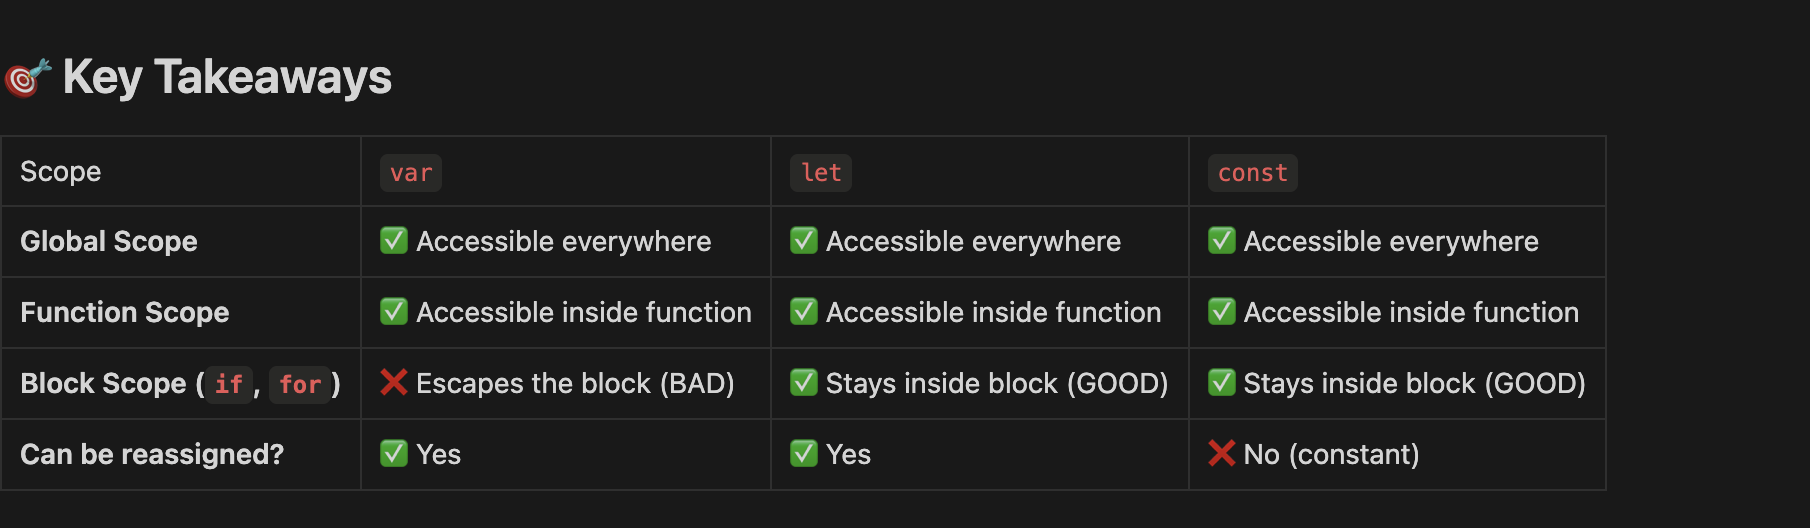 🎯 Key Takeaways
Scope var let const
Global Scope ✅ Accessible everywhere ✅ Accessible everywhere ✅ Accessible everywhere
Function Scope ✅ Accessible inside function ✅ Accessible inside function ✅ Accessible inside function
Block Scope (if, for) ❌ Escapes the block (BAD) ✅ Stays inside block (GOOD) ✅ Stays inside block (GOOD)
Can be reassigned? ✅ Yes ✅ Yes ❌ No (constant)